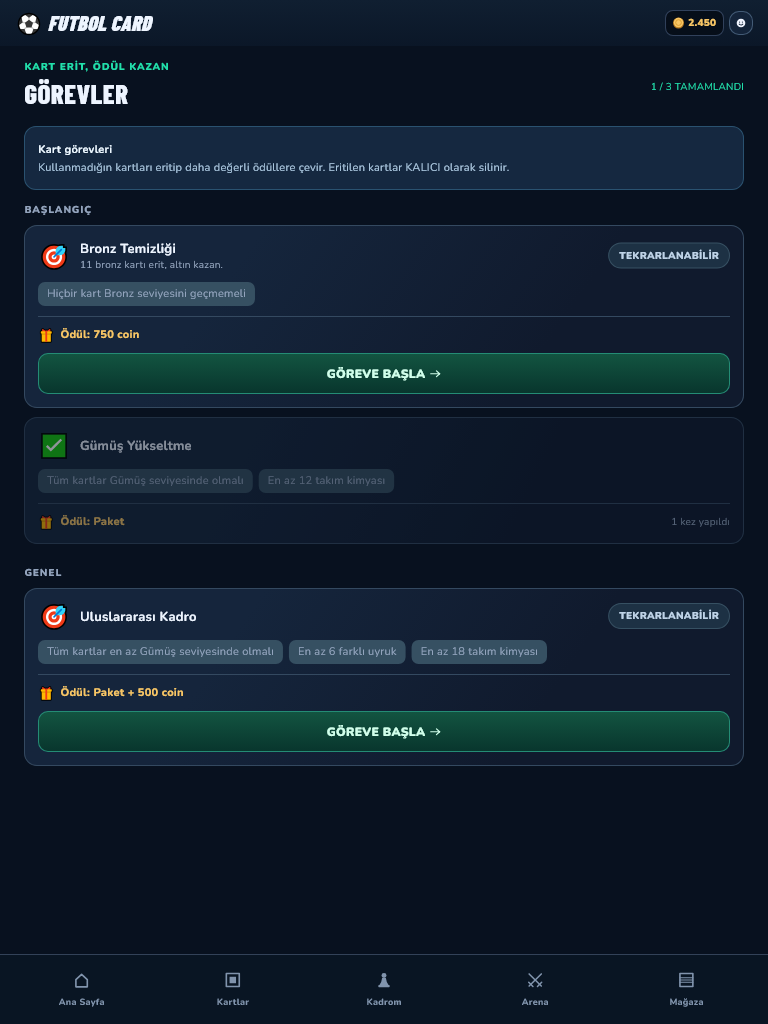 FUTBOL CARD
2.450
KART ERİT, ÖDÜL KAZAN
GÖREVLER
1 / 3 TAMAMLANDI
Kart görevleri
Kullanmadığın kartları eritip daha değerli ödüllere çevir. Eritilen kartlar KALICI olarak silinir.
BAŞLANGIÇ
Bronz Temizliği
11 bronz kartı erit, altın kazan.
TEKRARLANABİLİR
Hiçbir kart Bronz seviyesini geçmemeli
Ödül: 750 coin
GÖREVE BAŞLA →
Gümüş Yükseltme
Tüm kartlar Gümüş seviyesinde olmalı
En az 12 takım kimyası
Ödül: Paket
1 kez yapıldı
GENEL
Uluslararası Kadro
TEKRARLANABİLİR
Tüm kartlar en az Gümüş seviyesinde olmalı
En az 6 farklı uyruk
En az 18 takım kimyası
Ödül: Paket + 500 coin
GÖREVE BAŞLA →
Ana Sayfa
Kartlar
Kadrom
Arena
Mağaza